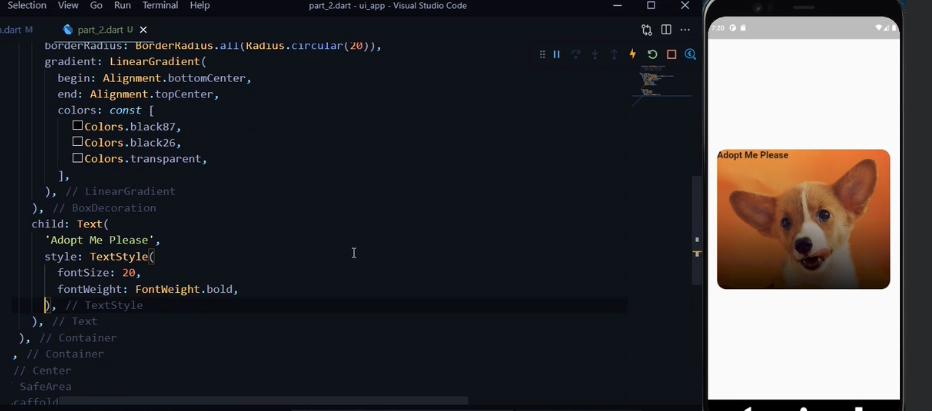 Selection View Go Run Terminal Help part_2.dart - ui_app - Visual Studio Code
.dart M part_2.dart U
borderRadius: BorderRadius.all(Radius.circular(20)),
gradient: LinearGradient(
begin: Alignment.bottomCenter,
end: Alignment.topCenter,
colors: const [
Colors.black87,
Colors.black26,
Colors.transparent,
],
), // LinearGradient
), // BoxDecoration
child: Text(
'Adopt Me Please',
style: TextStyle(
fontSize: 20,
fontWeight: FontWeight.bold,
), // TextStyle
), // Text
), // Container
, // Container
// Center
SafeArea
caffold
:20
Adopt Me Please